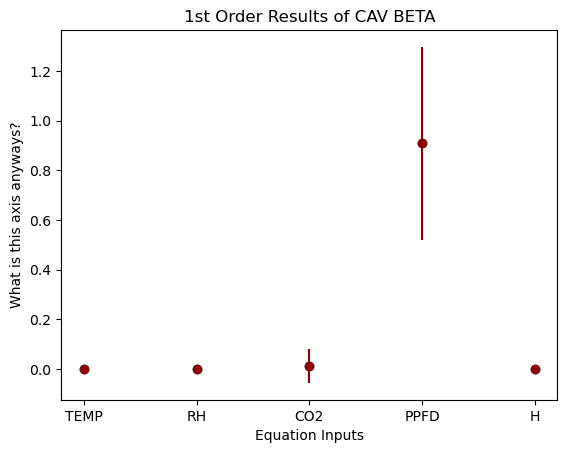 1st Order Results of CAV BETA
What is this axis anyways?
1.2
1.0
0.8
0.6
0.4
0.2
0.0
TEMP RH CO2 PPFD H
Equation Inputs